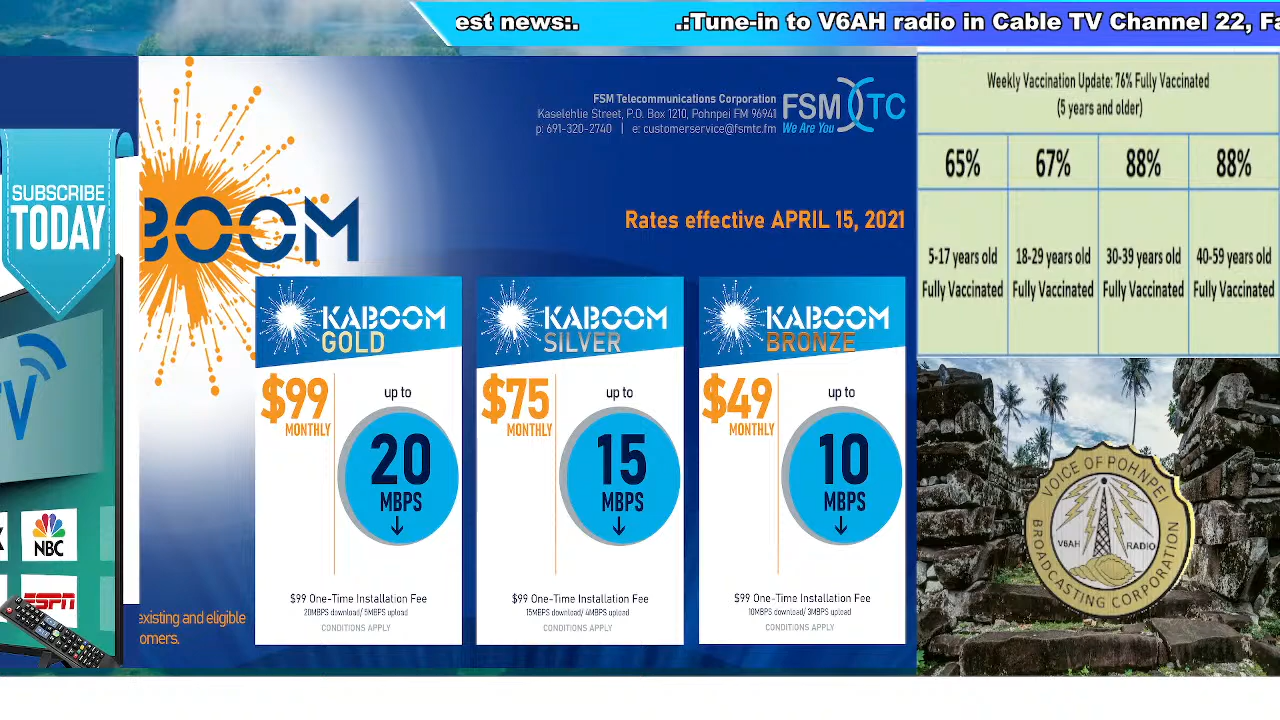 est news:.
.:Tune-in to V6AH radio in Cable TV Channel 22, Fa
SUBSCRIBE
TODAY
V
NBC
ESPN
BOOM
FSM Telecommunications Corporation
Kaselehlie Street, P.O. Box 1210, Pohnpei FM 96941
p: 691-320-2740 | e: customerservice@fsmtc.fm
FSM TC
We Are You
Rates effective APRIL 15, 2021
KABOOM
GOLD
$99
MONTHLY
up to
20
MBPS
$99 One-Time Installation Fee
20MBPS download/ 5MBPS upload
CONDITIONS APPLY
KABOOM
SILVER
$75
MONTHLY
up to
15
MBPS
$99 One-Time Installation Fee
15MBPS download/ 4MBPS upload
CONDITIONS APPLY
KABOOM
BRONZE
$49
MONTHLY
up to
10
MBPS
$99 One-Time Installation Fee
10MBPS download/ 3MBPS upload
CONDITIONS APPLY
existing and eligible
omers.
Weekly Vaccination Update: 76% Fully Vaccinated
(5 years and older)
65% 67% 88% 88%
5-17 years old 18-29 years old 30-39 years old 40-59 years old
Fully Vaccinated Fully Vaccinated Fully Vaccinated Fully Vaccinated
VOICE OF POHNPEI
V6AH RADIO
BROADCASTING CORPORATION